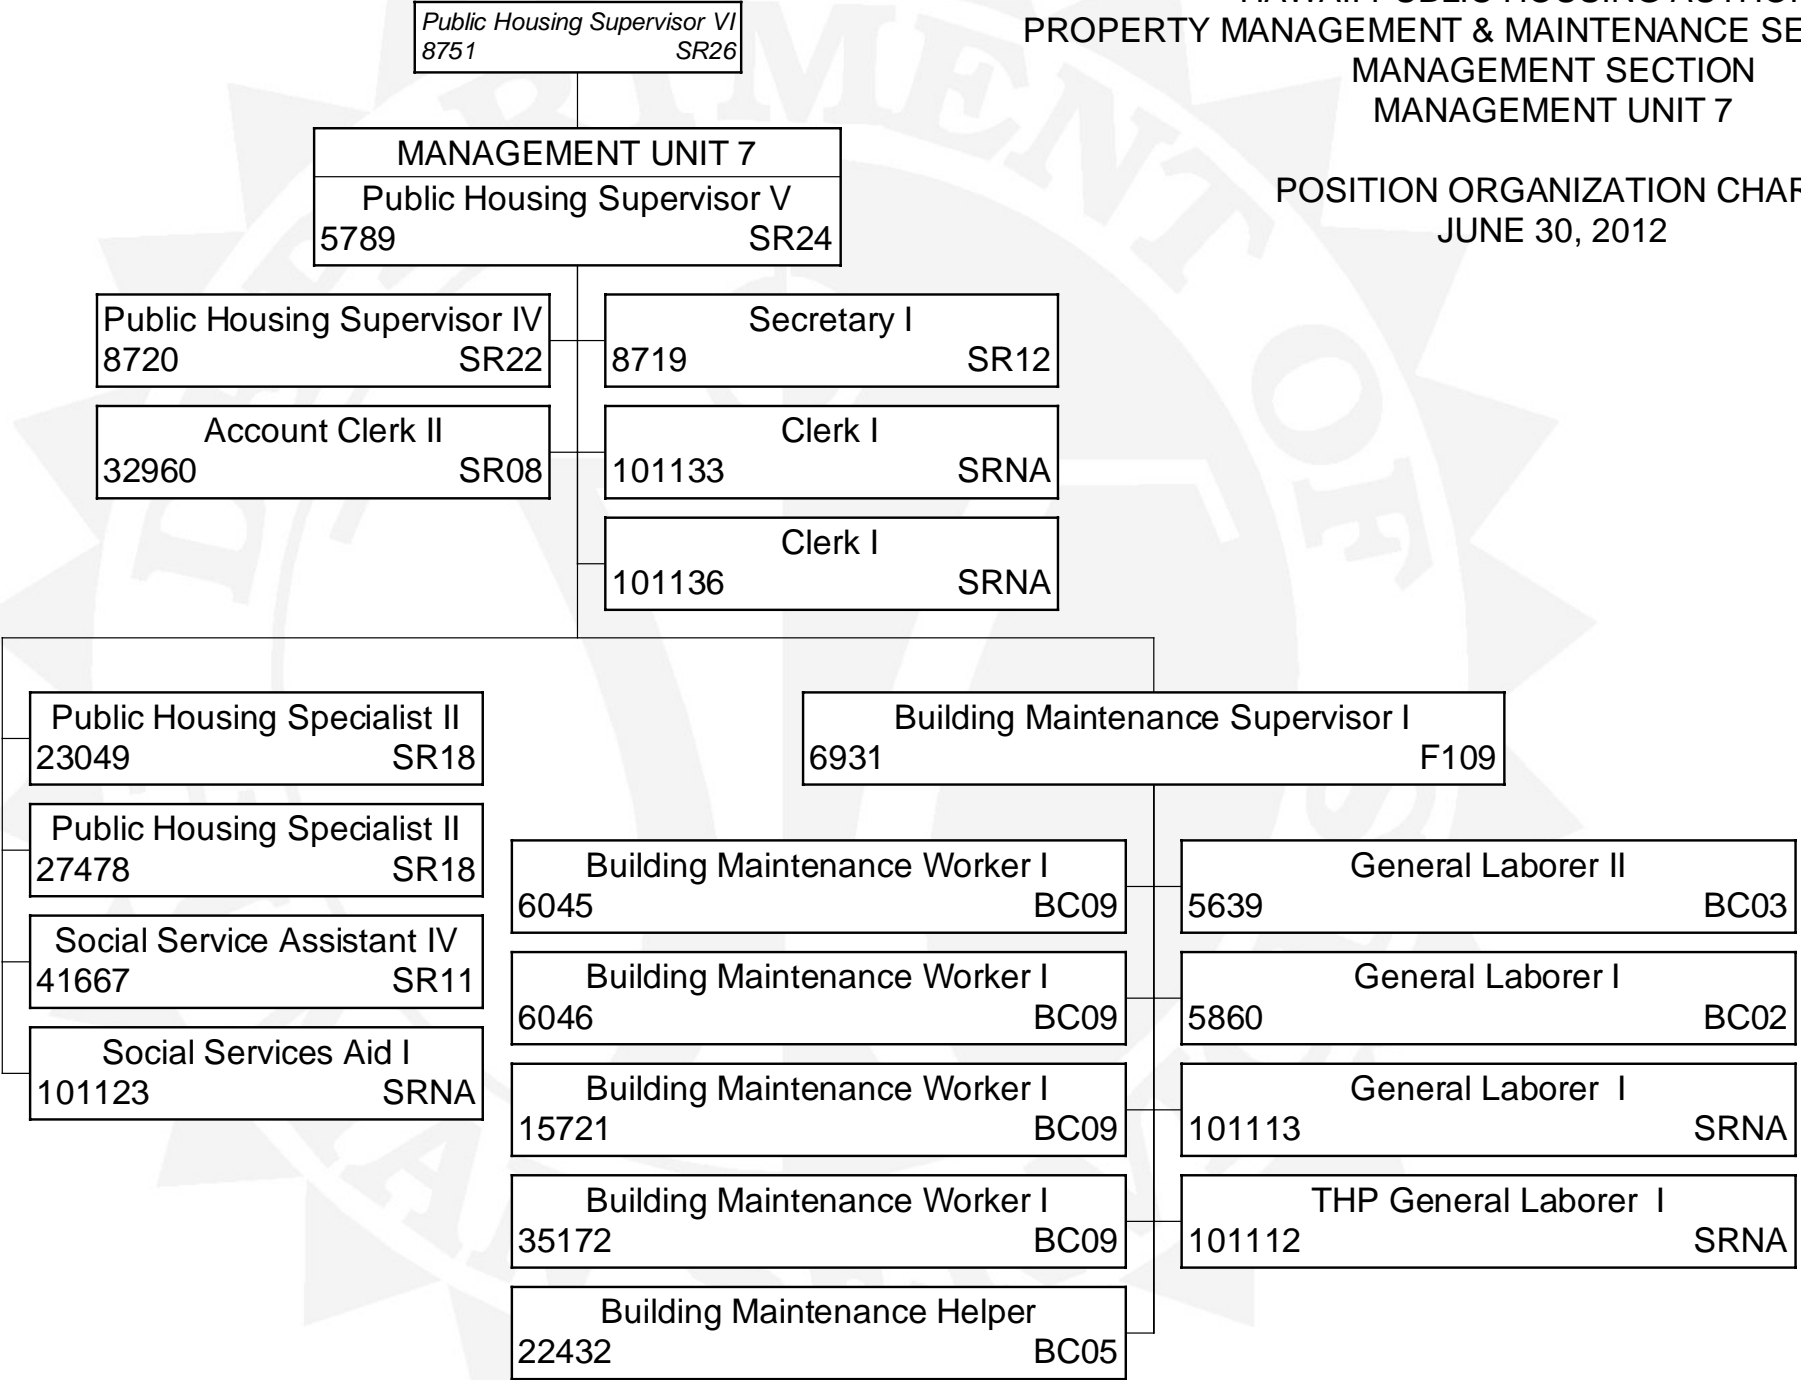 Public Housing Supervisor VI
8751 SR26
PROPERTY MANAGEMENT & MAINTENANCE
MANAGEMENT SECTION
MANAGEMENT UNIT 7
POSITION ORGANIZATION
JUNE 30, 2012
MANAGEMENT UNIT 7
Public Housing Supervisor V
5789 SR24
Public Housing Supervisor IV
8720 SR22
Secretary I
8719 SR12
Account Clerk II
32960 SR08
Clerk I
101133 SRNA
Clerk I
101136 SRNA
Public Housing Specialist II
23049 SR18
Public Housing Specialist II
27478 SR18
Social Service Assistant IV
41667 SR11
Social Services Aid I
101123 SRNA
Building Maintenance Supervisor I
6931 F109
Building Maintenance Worker I
6045 BC09
General Laborer II
5639 BC03
Building Maintenance Worker I
6046 BC09
General Laborer I
5860 BC02
Building Maintenance Worker I
15721 BC09
General Laborer I
101113 SRNA
Building Maintenance Worker I
35172 BC09
THP General Laborer I
101112 SRNA
Building Maintenance Helper
22432 BC05